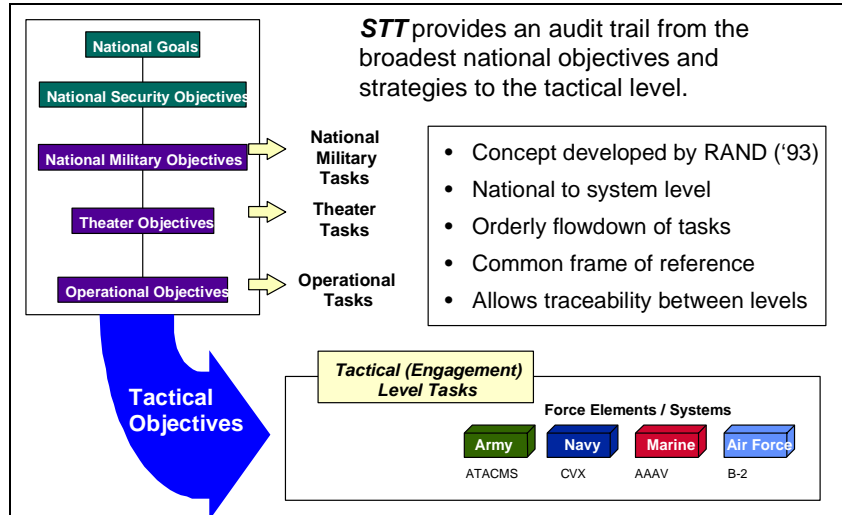 STT provides an audit trail from the
broadest national objectives and
strategies to the tactical level.
National Goals
National Security Objectives
National Military Objectives
Theater Objectives
Operational Objectives
National
Military
Tasks
Theater
Tasks
Operational
Tasks
• Concept developed by RAND (‘93)
• National to system level
• Orderly flowdown of tasks
• Common frame of reference
• Allows traceability between levels
Tactical
Objectives
Tactical (Engagement)
Level Tasks
Force Elements / Systems
Army Navy Marine Air Force
ATACMS CVX AAAV B-2